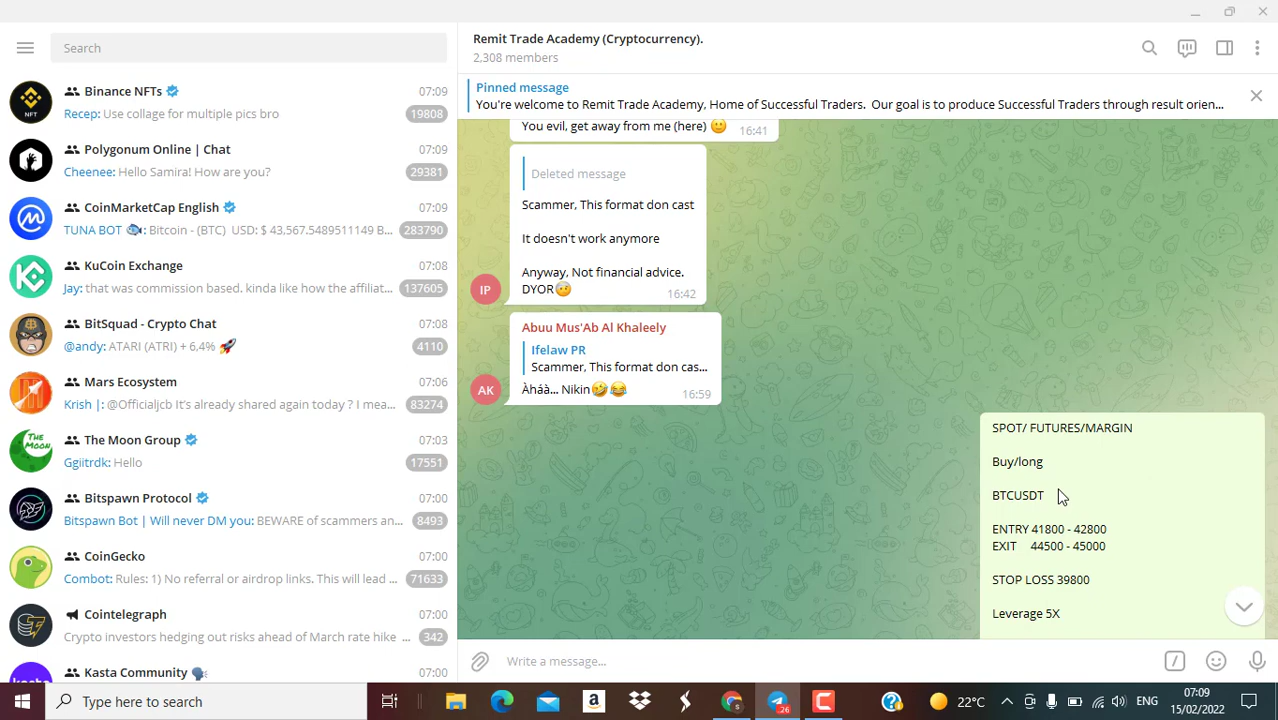 Search
Binance NFTs
07:09
Recep: Use collage for multiple pics bro
19808
Polygonum Online | Chat
07:09
Cheenee: Hello Samira! How are you?
29381
CoinMarketCap English
07:09
TUNA BOT 🐟: Bitcoin - (BTC) USD: $ 43,567.5489511149 B...
283790
KuCoin Exchange
07:08
Jay: that was commission based. kinda like how the affiliat...
137605
BitSquad - Crypto Chat
07:08
@andy: ATARI (ATRI) + 6,4% 🚀
4110
Mars Ecosystem
07:06
Krish |: @Officialjcb It's already shared again today ? I mea...
83274
The Moon Group
07:03
Ggiitrdk: Hello
17551
Bitspawn Protocol
07:00
Bitspawn Bot | Will never DM you: BEWARE of scammers an...
8493
CoinGecko
07:00
Combot: Rules: 1) No referral or airdrop links. This will lead ...
71633
Cointelegraph
07:00
Crypto investors hedging out risks ahead of March rate hike ...
342
Kasta Community 🗣
07:00
Remit Trade Academy (Cryptocurrency).
2,308 members
Pinned message
You're welcome to Remit Trade Academy, Home of Successful Traders. Our goal is to produce Successful Traders through result orien...
You evil, get away from me (here) 🙂
16:41
Deleted message
Scammer, This format don cast
It doesn't work anymore
Anyway, Not financial advice.
DYOR🤕
16:42
IP
Abuu Mus'Ab Al Khaleely
Ifelaw PR
Scammer, This format don cas...
Àháà... Nikin🤣😂
16:59
AK
SPOT/ FUTURES/MARGIN
Buy/long
BTCUSDT
ENTRY 41800 - 42800
EXIT 44500 - 45000
STOP LOSS 39800
Leverage 5X
Write a message...
Type here to search
26
22°C
ENG
07:09
15/02/2022